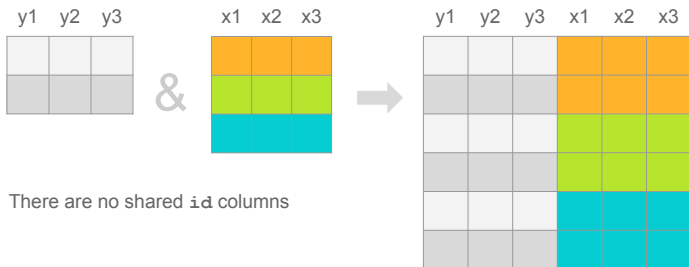 y1 y2 y3 x1 x2 x3 y1 y2 y3 x1 x2 x3
&
There are no shared id columns